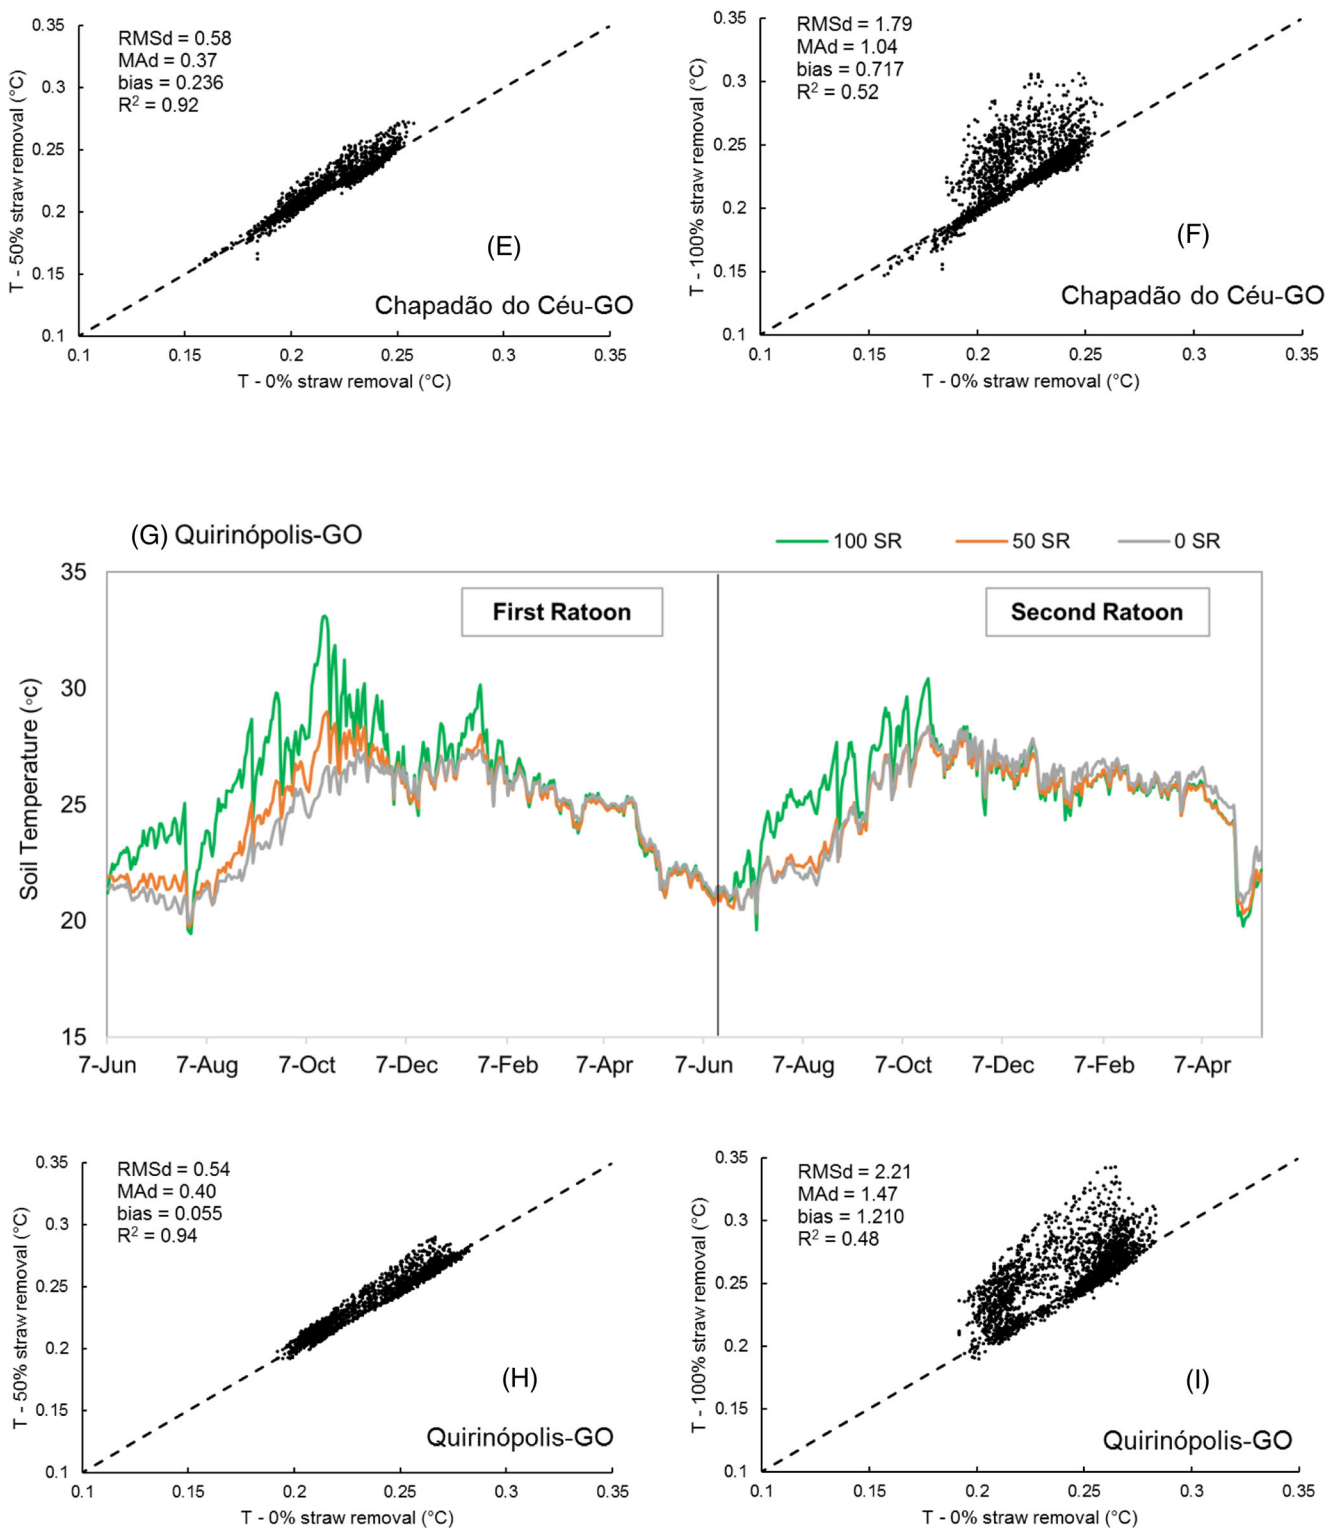 RMSd = 0.58
MAd = 0.37
bias = 0.236
R² = 0.92
T - 50% straw removal (°C)
0.35
0.3
0.25
0.2
0.15
0.1
(E)
Chapadão do Céu-GO
0.1
0.15
0.2
0.25
0.3
0.35
T - 0% straw removal (°C)
RMSd = 1.79
MAd = 1.04
bias = 0.717
R² = 0.52
T - 100% straw removal (°C)
0.35
0.3
0.25
0.2
0.15
0.1
(F)
Chapadão do Céu-GO
0.1
0.15
0.2
0.25
0.3
0.35
T - 0% straw removal (°C)
(G) Quirinópolis-GO
100 SR
50 SR
0 SR
First Ratoon
Second Ratoon
Soil Temperature (°c)
35
30
25
20
15
7-Jun
7-Aug
7-Oct
7-Dec
7-Feb
7-Apr
7-Jun
7-Aug
7-Oct
7-Dec
7-Feb
7-Apr
RMSd = 0.54
MAd = 0.40
bias = 0.055
R² = 0.94
T - 50% straw removal (°C)
0.35
0.3
0.25
0.2
0.15
0.1
(H)
Quirinópolis-GO
0.1
0.15
0.2
0.25
0.3
0.35
T - 0% straw removal (°C)
RMSd = 2.21
MAd = 1.47
bias = 1.210
R² = 0.48
T - 100% straw removal (°C)
0.35
0.3
0.25
0.2
0.15
0.1
(I)
Quirinópolis-GO
0.1
0.15
0.2
0.25
0.3
0.35
T - 0% straw removal (°C)